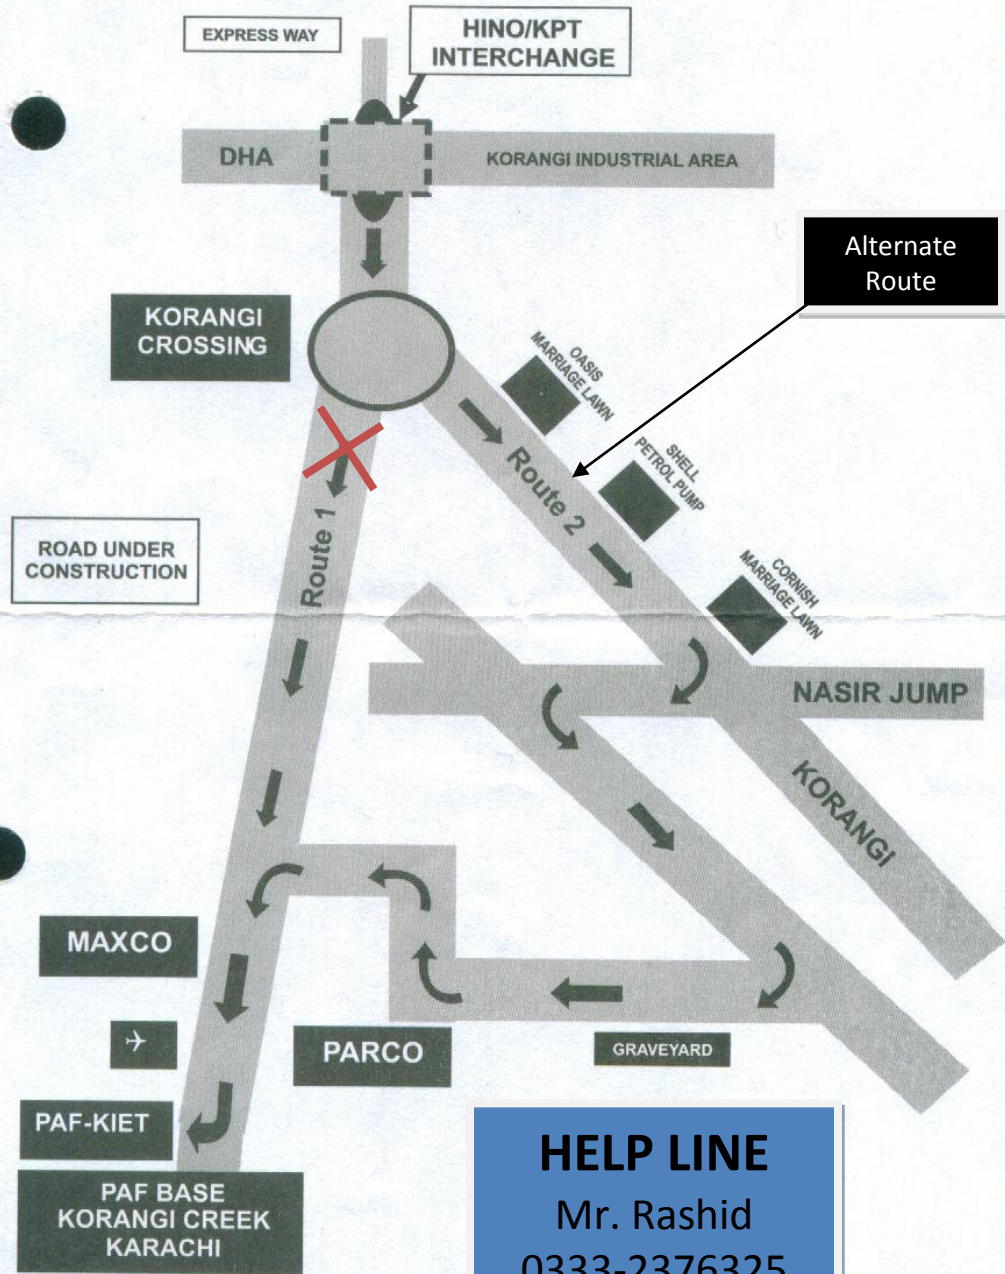 EXPRESS WAY
HINO/KPT
INTERCHANGE
DHA
KORANGI INDUSTRIAL AREA
Alternate
Route
KORANGI
CROSSING
OASIS
MARRIAGE LAWN
SHELL
PETROL PUMP
Route 2
Route 1
ROAD UNDER
CONSTRUCTION
CORNISH
MARRIAGE LAWN
NASIR JUMP
KORANGI
MAXCO
PARCO
GRAVEYARD
PAF-KIET
PAF BASE
KORANGI CREEK
KARACHI
HELP LINE
Mr. Rashid
0333-2376325